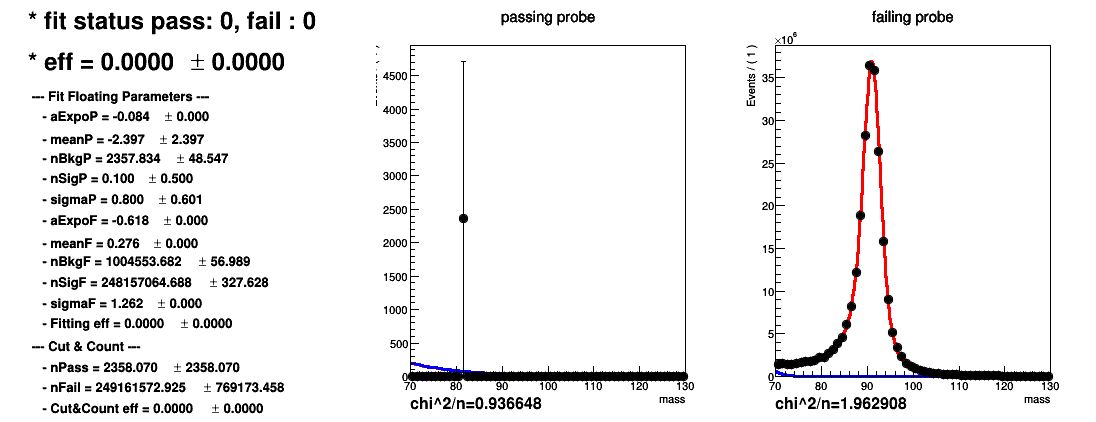 * fit status pass: 0, fail : 0
* eff = 0.0000 ± 0.0000
--- Fit Floating Parameters ---
- aExpoP = -0.084 ± 0.000
- meanP = -2.397 ± 2.397
- nBkgP = 2357.834 ± 48.547
- nSigP = 0.100 ± 0.500
- sigmaP = 0.800 ± 0.601
- aExpoF = -0.618 ± 0.000
- meanF = 0.276 ± 0.000
- nBkgF = 1004553.682 ± 56.989
- nSigF = 248157064.688 ± 327.628
- sigmaF = 1.262 ± 0.000
- Fitting eff = 0.0000 ± 0.0000
--- Cut & Count ---
- nPass = 2358.070 ± 2358.070
- nFail = 249161572.925 ± 769173.458
- Cut&Count eff = 0.0000 ± 0.0000
passing probe
4500
4000
3500
3000
2500
2000
1500
1000
500
0
70 80 90 100 110 120 130
mass
chi^2/n=0.936648
failing probe
×10^6
Events / ( 1 )
35
30
25
20
15
10
5
0
70 80 90 100 110 120 130
mass
chi^2/n=1.962908